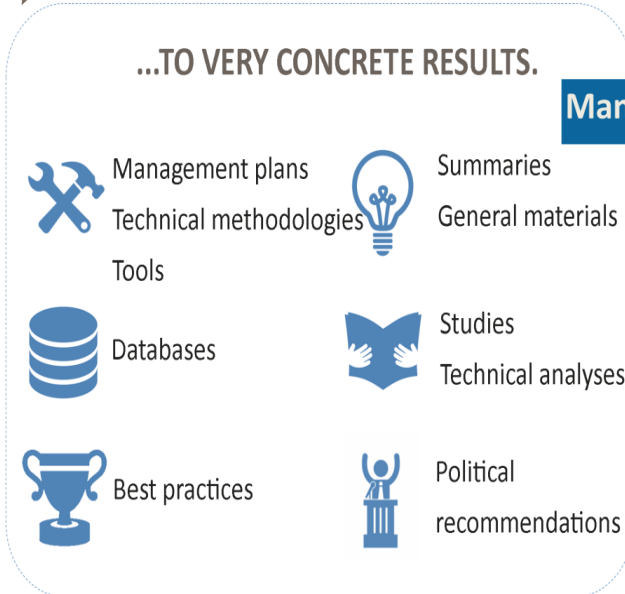 ...TO VERY CONCRETE RESULTS.
Management plans
Technical methodologies
Tools
Summaries
General materials
Databases
Studies
Technical analyses
Best practices
Political
recommendations